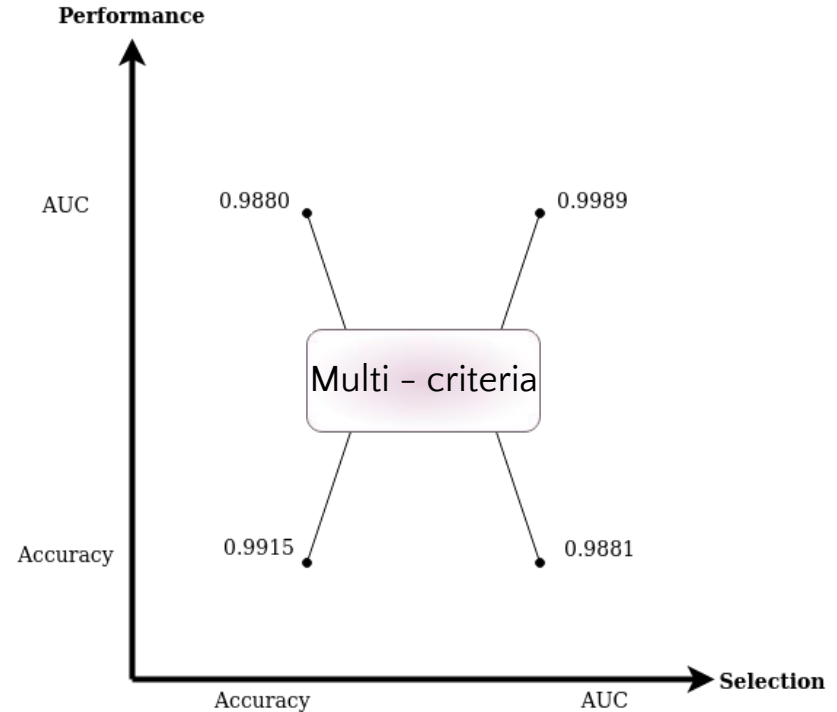 Performance
AUC
0.9880
0.9989
Multi - criteria
Accuracy
0.9915
0.9881
Selection
Accuracy
AUC